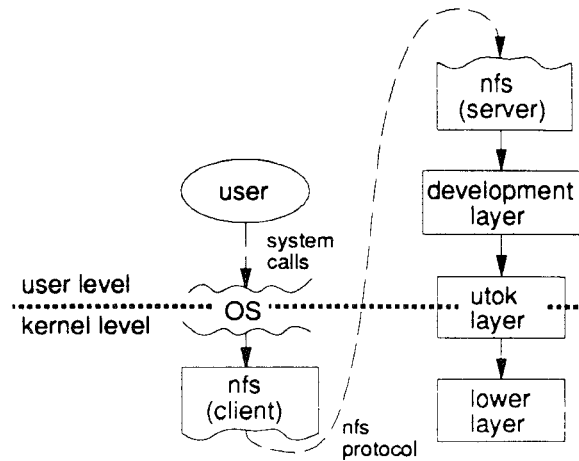 nfs
(server)
user
development
layer
system
calls
user level
OS
utok
layer
kernel level
nfs
(client)
lower
layer
nfs
protocol